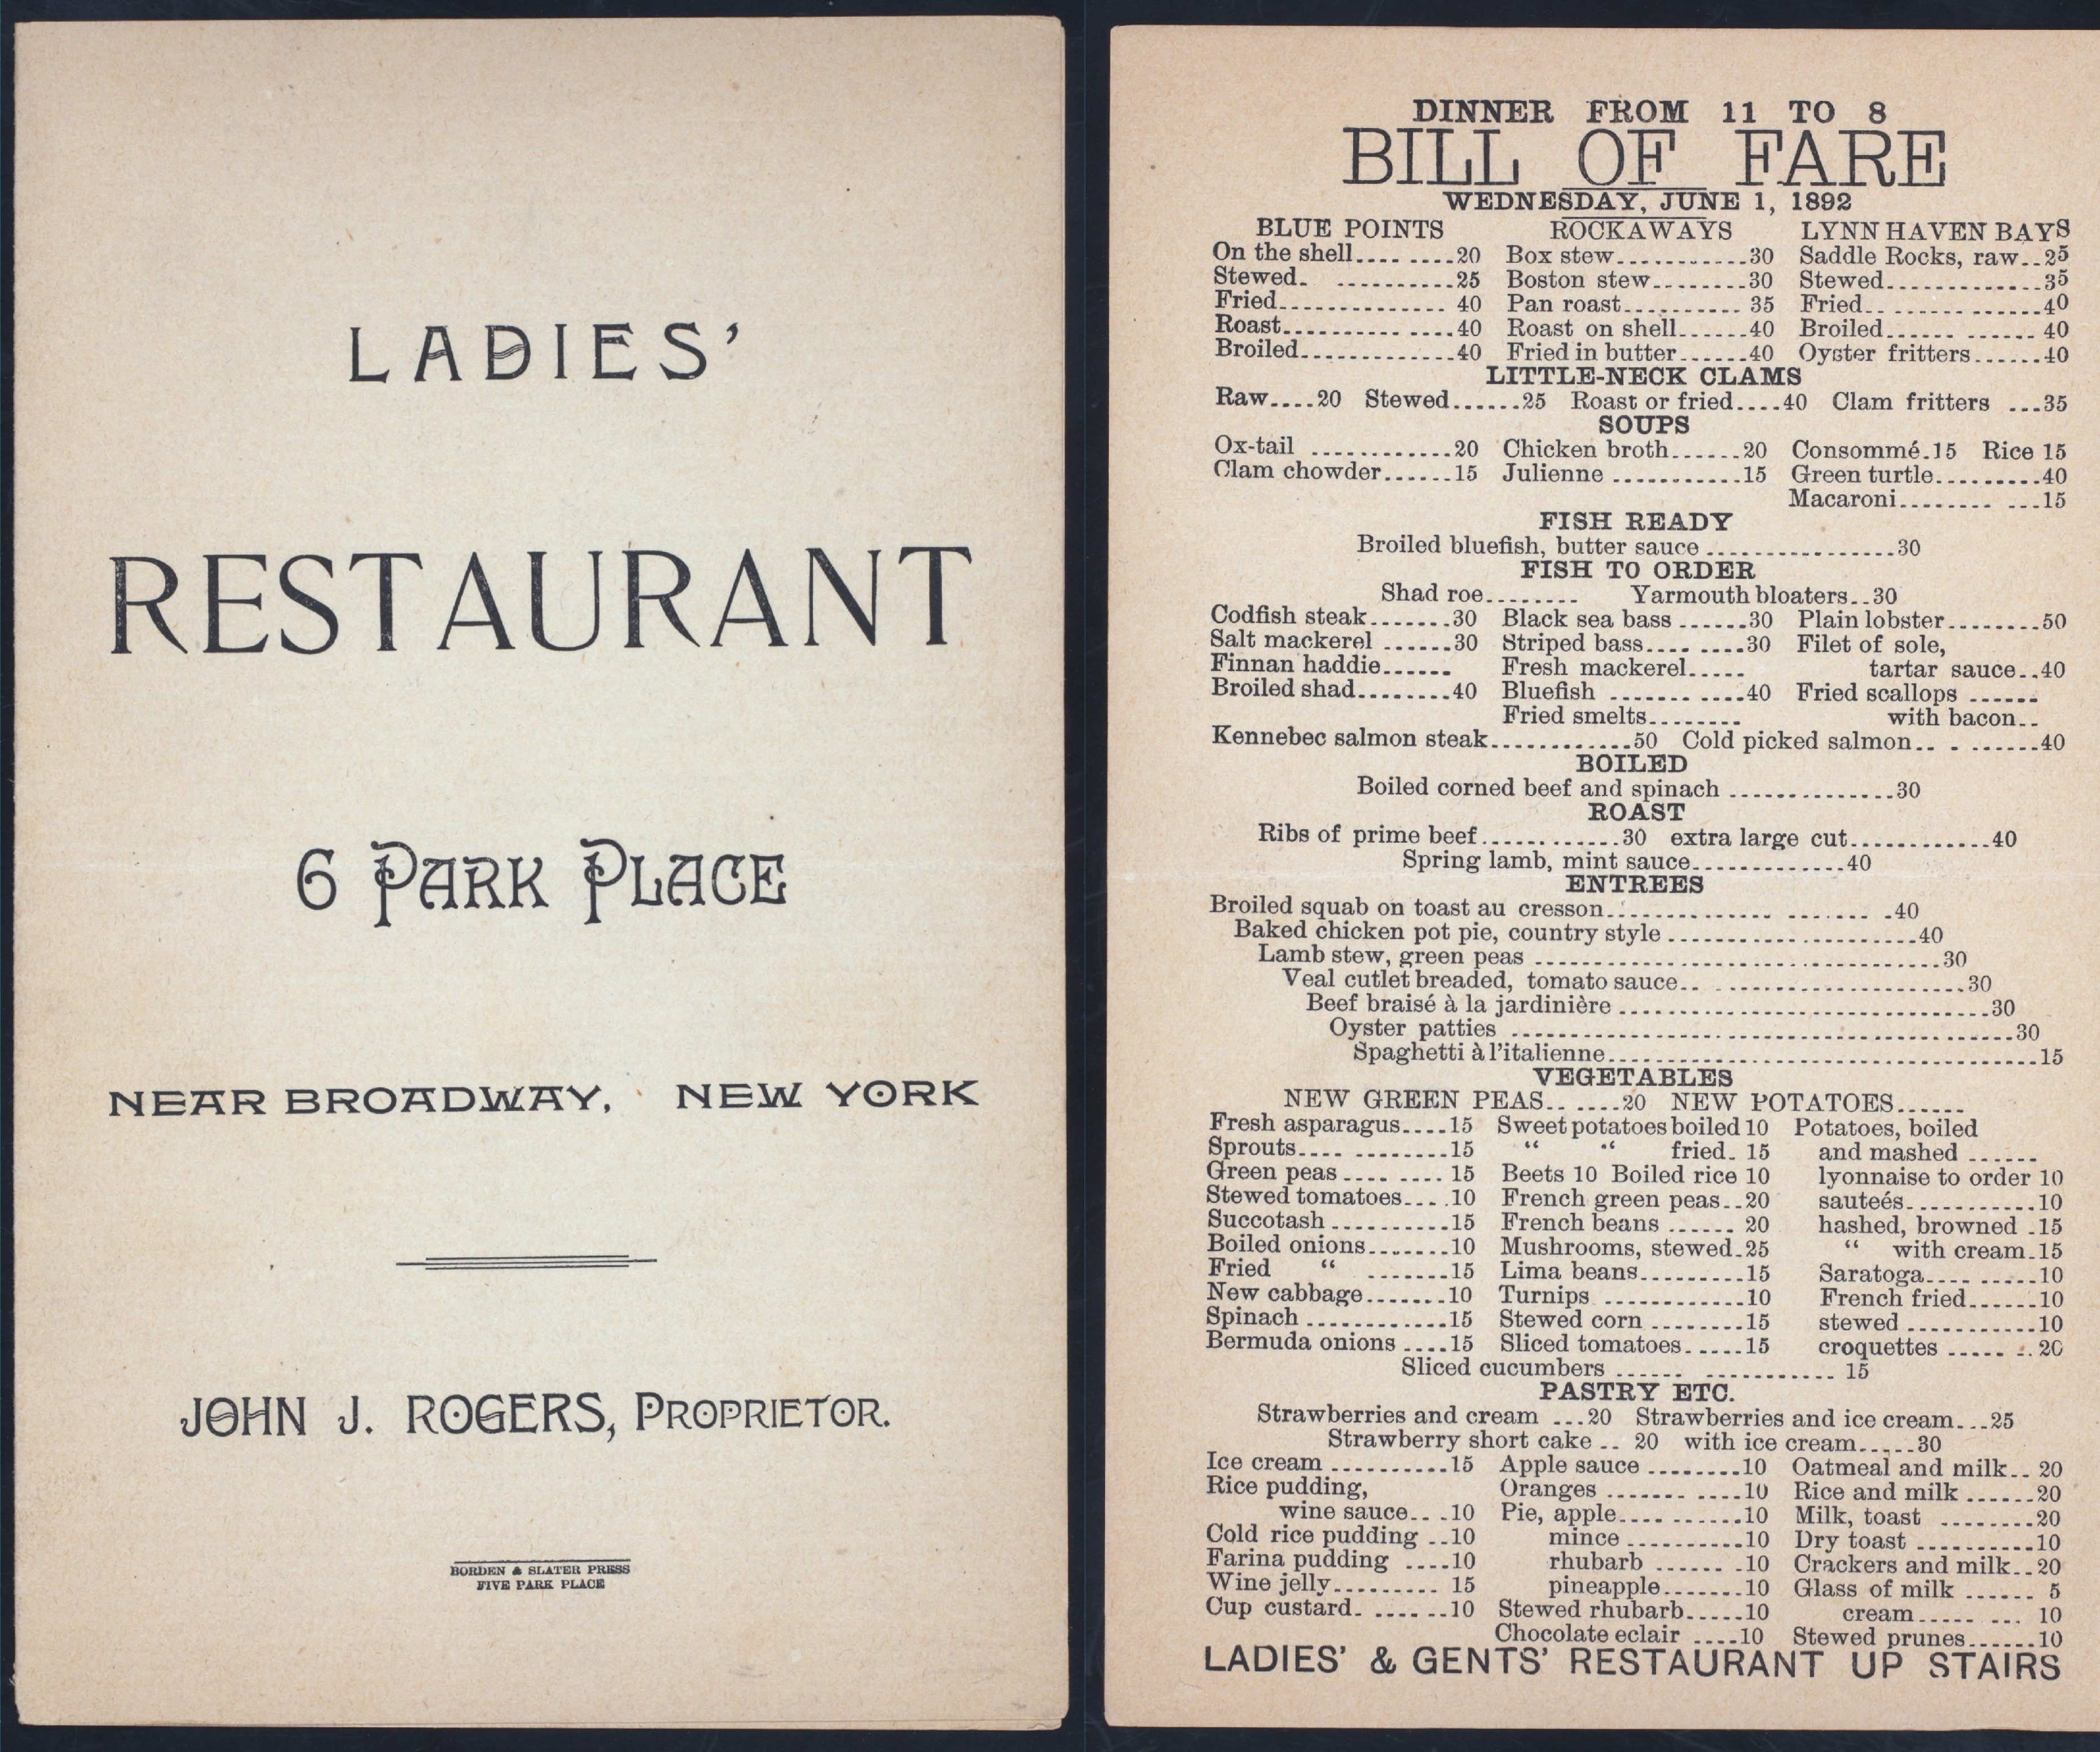 LADIES'
RESTAURANT
6 PARK PLACE
NEAR BROADWAY, NEW YORK
JOHN J. ROGERS, PROPRIETOR.
BORDEN & SLATER PRESS
FIVE PARK PLACE
DINNER FROM 11 TO 8
BILL OF FARE
WEDNESDAY, JUNE 1, 1892
BLUE POINTS ROCKAWAYS LYNN HAVEN BAYS
On the shell........20 Box stew...........30 Saddle Rocks, raw..25
Stewed. ..........25 Boston stew........30 Stewed.............35
Fried.............. 40 Pan roast.......... 35 Fried.. ...........40
Roast..............40 Roast on shell......40 Broiled...... ...... 40
Broiled.............40 Fried in butter......40 Oyster fritters......40
LITTLE-NECK CLAMS
Raw....20 Stewed......25 Roast or fried....40 Clam fritters ...35
SOUPS
Ox-tail ............20 Chicken broth......20 Consommé.15 Rice 15
Clam chowder......15 Julienne ...........15 Green turtle.........40
Macaroni........ ...15
FISH READY
Broiled bluefish, butter sauce ................30
FISH TO ORDER
Shad roe........ Yarmouth bloaters..30
Codfish steak.......30 Black sea bass ......30 Plain lobster........50
Salt mackerel ......30 Striped bass.... ....30 Filet of sole,
Finnan haddie...... Fresh mackerel..... tartar sauce..40
Broiled shad........40 Bluefish ....... ....40 Fried scallops ......
Fried smelts........ with bacon..
Kennebec salmon steak............50 Cold picked salmon.. . ......40
BOILED
Boiled corned beef and spinach ..............30
ROAST
Ribs of prime beef............30 extra large cut............40
Spring lamb, mint sauce.............40
ENTREES
Broiled squab on toast au cresson.............. ....... .40
Baked chicken pot pie, country style .....................40
Lamb stew, green peas ..................................30
Veal cutlet breaded, tomato sauce.. .....................30
Beef braisé à la jardinière ...............................30
Oyster patties ..........................................30
Spaghetti à l'italienne....................................15
VEGETABLES
NEW GREEN PEAS.. ....20 NEW POTATOES......
Fresh asparagus....15 Sweet potatoes boiled 10 Potatoes, boiled
Sprouts.... ........15 " " fried. 15 and mashed ......
Green peas .... .... 15 Beets 10 Boiled rice 10 lyonnaise to order 10
Stewed tomatoes....10 French green peas..20 sauteés...........10
Succotash ..........15 French beans ...... 20 hashed, browned .15
Boiled onions.......10 Mushrooms, stewed.25 " with cream.15
Fried " .......15 Lima beans.........15 Saratoga.... .....10
New cabbage.......10 Turnips ............10 French fried......10
Spinach ............15 Stewed corn ........15 stewed ...........10
Bermuda onions ....15 Sliced tomatoes.....15 croquettes ..... ..20
Sliced cucumbers ...... ........... 15
PASTRY ETC.
Strawberries and cream ...20 Strawberries and ice cream...25
Strawberry short cake .. 20 with ice cream.....30
Ice cream ..........15 Apple sauce ........10 Oatmeal and milk.. 20
Rice pudding, Oranges ....... ....10 Rice and milk ......20
wine sauce.. .10 Pie, apple.... ......10 Milk, toast ........20
Cold rice pudding ..10 mince ..........10 Dry toast ..........10
Farina pudding ....10 rhubarb ...... .10 Crackers and milk..20
Wine jelly......... 15 pineapple.......10 Glass of milk ...... 5
Cup custard. .... ..10 Stewed rhubarb.....10 cream..... ... 10
Chocolate eclair ....10 Stewed prunes......10
LADIES' & GENTS' RESTAURANT UP STAIRS